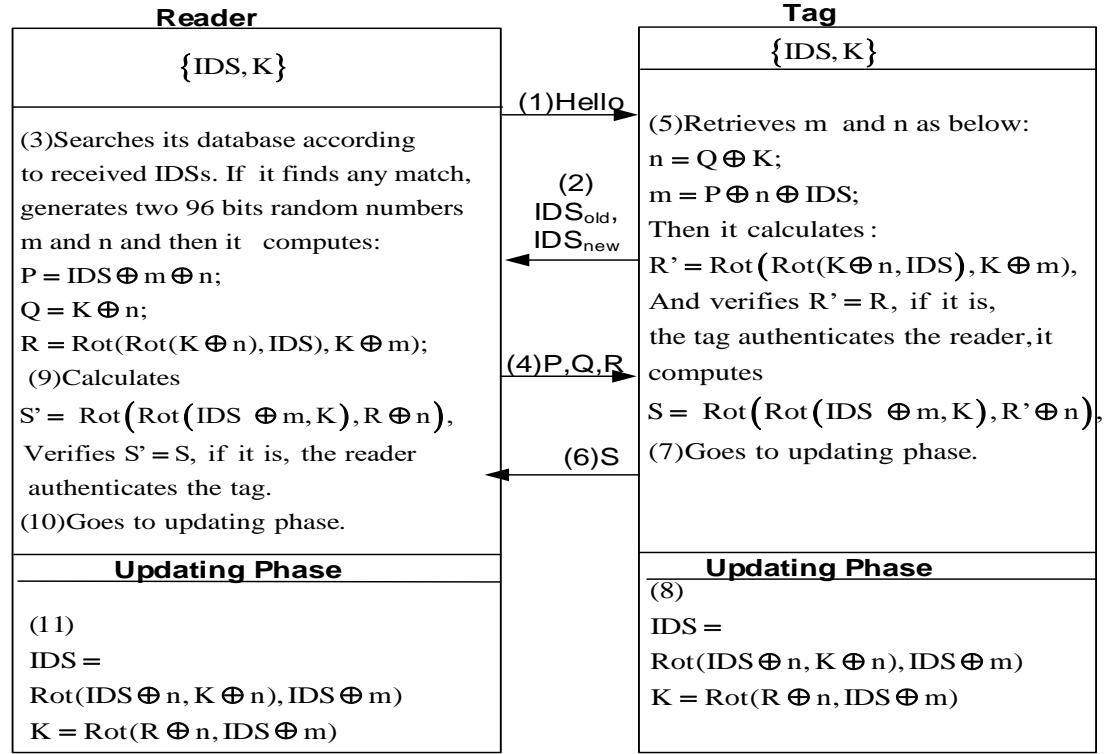 Reader
{IDS, K}
(3)Searches its database according
to received IDSs. If it finds any match,
generates two 96 bits random numbers
m and n and then it computes:
P = IDS ⊕ m ⊕ n;
Q = K ⊕ n;
R = Rot(Rot(K ⊕ n), IDS), K ⊕ m);
(9)Calculates
S’ = Rot(Rot(IDS ⊕ m, K), R ⊕ n),
Verifies S’ = S, if it is, the reader
authenticates the tag.
(10)Goes to updating phase.
Updating Phase
(11)
IDS =
Rot(IDS ⊕ n, K ⊕ n), IDS ⊕ m)
K = Rot(R ⊕ n, IDS ⊕ m)
(1)Hello
(2)
IDSold,
IDSnew
(4)P,Q,R
(6)S
Tag
{IDS, K}
(5)Retrieves m and n as below:
n = Q ⊕ K;
m = P ⊕ n ⊕ IDS;
Then it calculates :
R’ = Rot(Rot(K ⊕ n, IDS), K ⊕ m),
And verifies R’ = R, if it is,
the tag authenticates the reader, it
computes
S = Rot(Rot(IDS ⊕ m, K), R’ ⊕ n),
(7)Goes to updating phase.
Updating Phase
(8)
IDS =
Rot(IDS ⊕ n, K ⊕ n), IDS ⊕ m)
K = Rot(R ⊕ n, IDS ⊕ m)